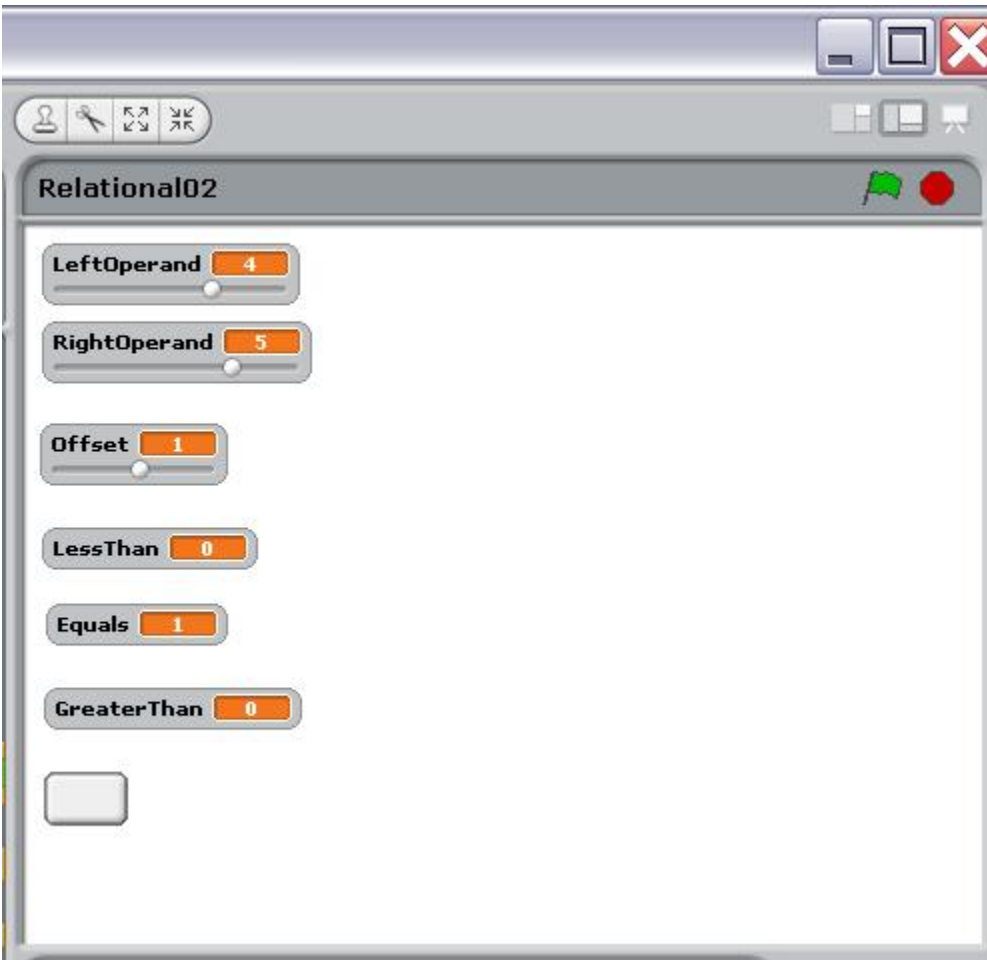 Relational02
LeftOperand 4
RightOperand 5
Offset 1
LessThan 0
Equals 1
GreaterThan 0